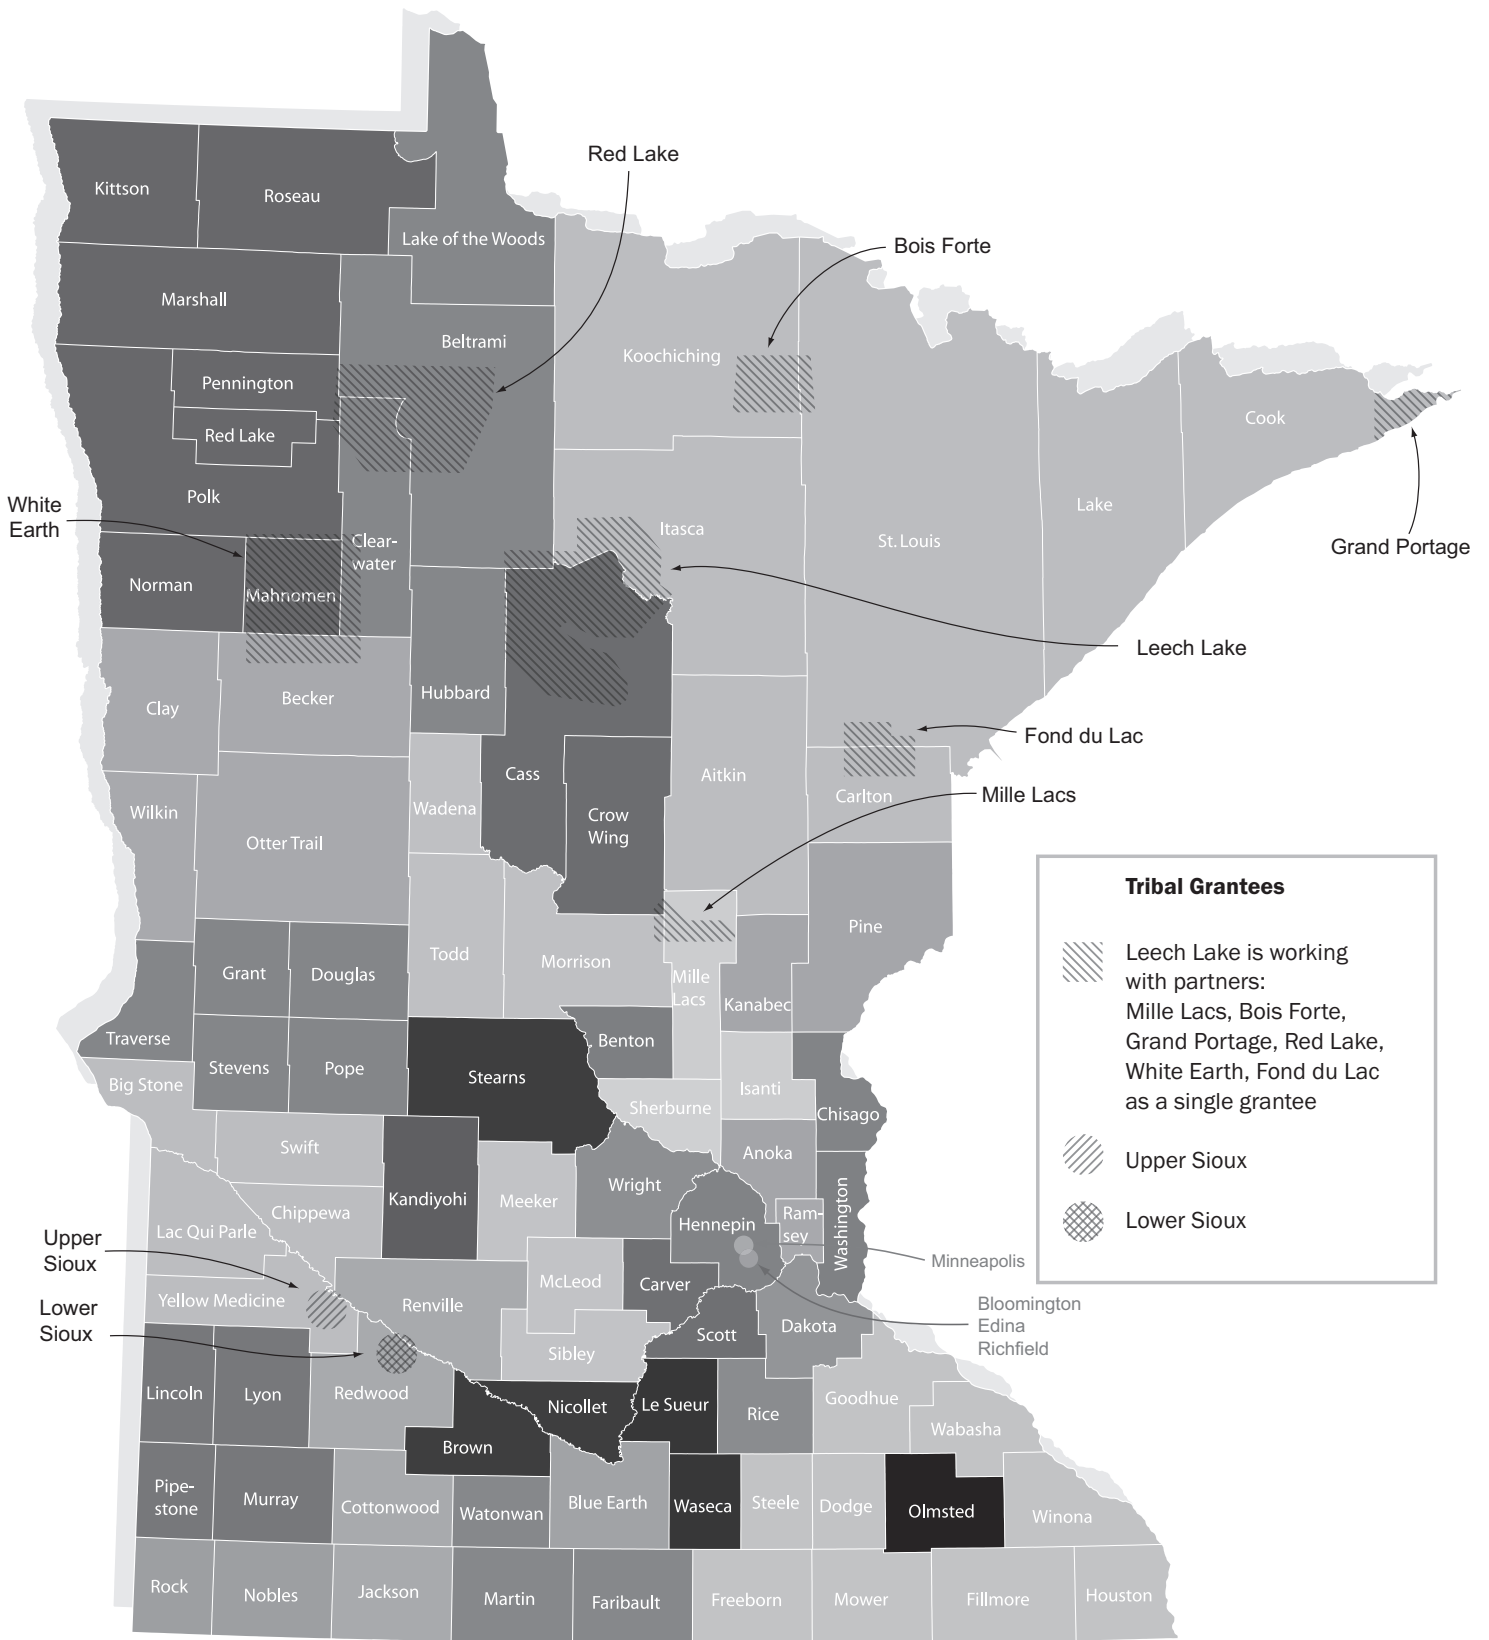 Red Lake
Kittson
Roseau
Lake of the Woods
Bois Forte
Marshall
Beltrami
Koochiching
Pennington
Red Lake
Cook
Polk
White
Earth
Itasca
Lake
St. Louis
Grand Portage
Clear-
water
Norman
Mahnomen
Leech Lake
Hubbard
Becker
Clay
Fond du Lac
Cass
Aitkin
Mille Lacs
Carlton
Wadena
Wilkin
Crow
Wing
Otter Trail
Pine
Todd
Morrison
Grant
Douglas
Mille
Lacs
Kanabec
Traverse
Benton
Stevens
Pope
Stearns
Big Stone
Isanti
Sherburne
Chisago
Swift
Anoka
Kandiyohi
Meeker
Wright
Washington
Lac Qui Parle
Chippewa
Hennepin
Ram-
sey
Upper
Sioux
Minneapolis
Yellow Medicine
Renville
McLeod
Carver
Lower
Sioux
Bloomington
Edina
Richfield
Scott
Dakota
Sibley
Lincoln
Lyon
Redwood
Nicollet
Le Sueur
Rice
Goodhue
Wabasha
Brown
Pipe-
stone
Murray
Cottonwood
Watonwan
Blue Earth
Waseca
Steele
Dodge
Olmsted
Winona
Rock
Nobles
Jackson
Martin
Faribault
Freeborn
Mower
Fillmore
Houston
Tribal Grantees
Leech Lake is working
with partners:
Mille Lacs, Bois Forte,
Grand Portage, Red Lake,
White Earth, Fond du Lac
as a single grantee
Upper Sioux
Lower Sioux